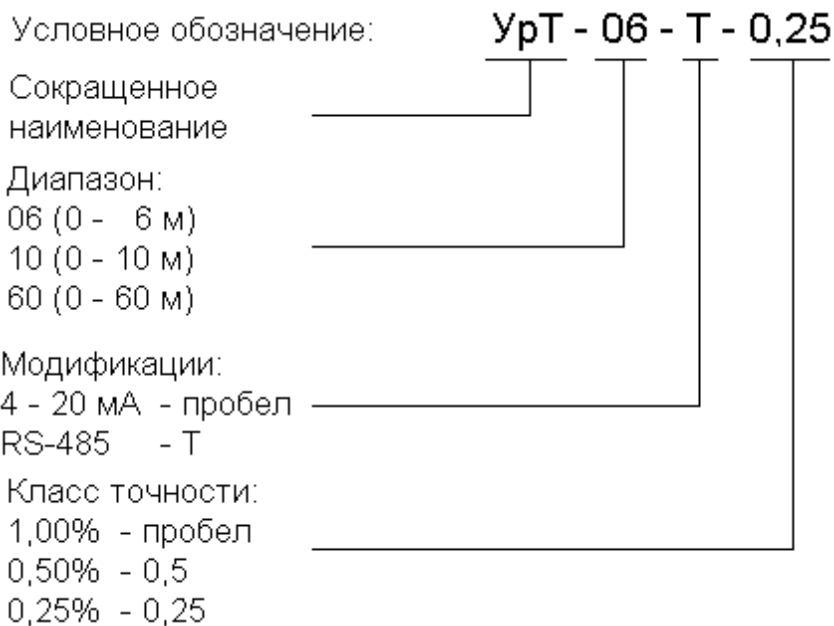 Условное обозначение: УрТ - 06 - Т - 0,25
Сокращенное
наименование
Диапазон:
06 (0 - 6 м)
10 (0 - 10 м)
60 (0 - 60 м)
Модификации:
4 - 20 мА - пробел
RS-485 - Т
Класс точности:
1,00% - пробел
0,50% - 0,5
0,25% - 0,25